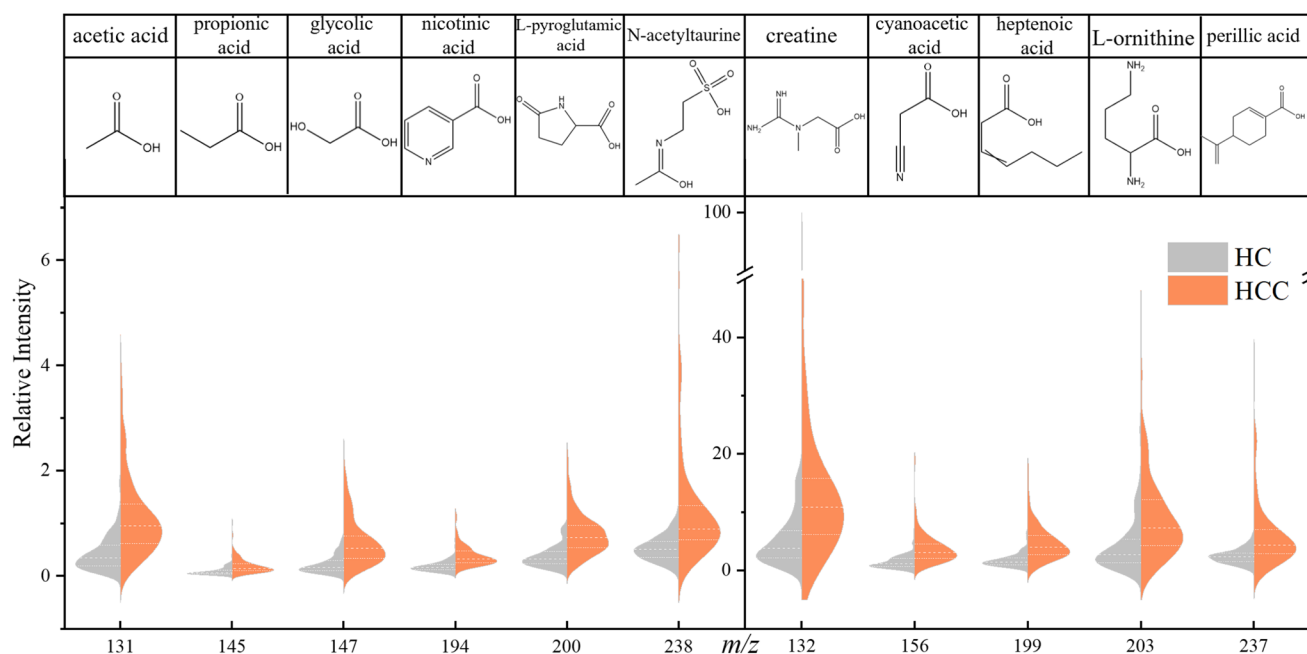 acetic acid
propionic
acid
glycolic
acid
nicotinic
acid
L-pyroglutamic
acid
N-acetyltaurine
creatine
cyanoacetic
acid
heptenoic
acid
L-ornithine
perillic acid
O
OH
O
OH
HO
O
OH
O
OH
N
O
H
N
O
OH
O
S
O
OH
N
OH
NH
NH₂
N
O
OH
O
OH
N
O
OH
NH₂
O
OH
NH₂
O
OH
Relative Intensity
6
4
2
0
100
40
20
0
HC
HCC
131
145
147
194
200
238
m/z
132
156
199
203
237